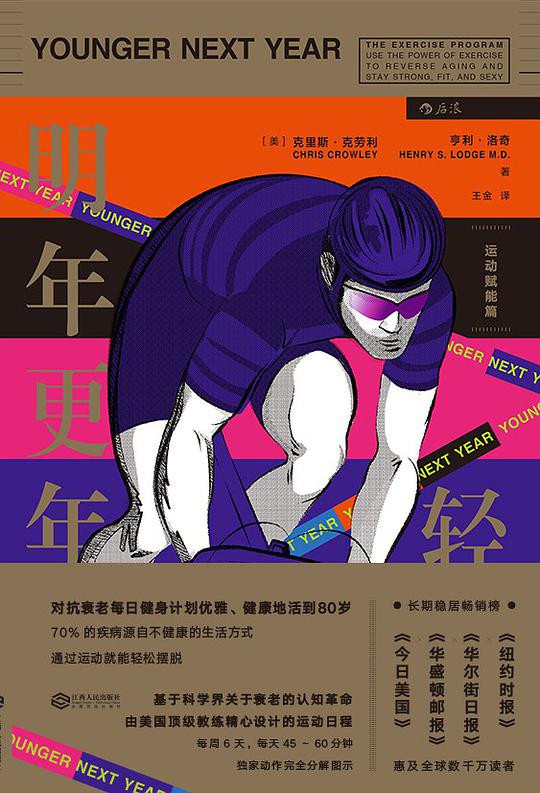 YOUNGER NEXT YEAR
THE EXERCISE PROGRAM
USE THE POWER OF EXERCISE
TO REVERSE AGING AND
STAY STRONG, FIT, AND SEXY
后浪
[美] 克里斯·克劳利
CHRIS CROWLEY
亨利·洛奇
HENRY S. LODGE M.D.
著
王金 译
明年更年轻
运动赋能篇
NEXT YEAR YOUNGER
NGER NEXT Y
NEXT YEAR YOUNG
T YEAR Y
对抗衰老每日健身计划优雅、健康地活到80岁
70% 的疾病源自不健康的生活方式
通过运动就能轻松摆脱
江西人民出版社
基于科学界关于衰老的认知革命
由美国顶级教练精心设计的运动日程
每周 6 天，每天 45 ~ 60 分钟
独家动作完全分解图示
● 长期稳居畅销榜 ●
《纽约时报》
×
《华尔街日报》
×
《华盛顿邮报》
×
《今日美国》
惠及全球数千万读者
OUNGER NEXT YEAR